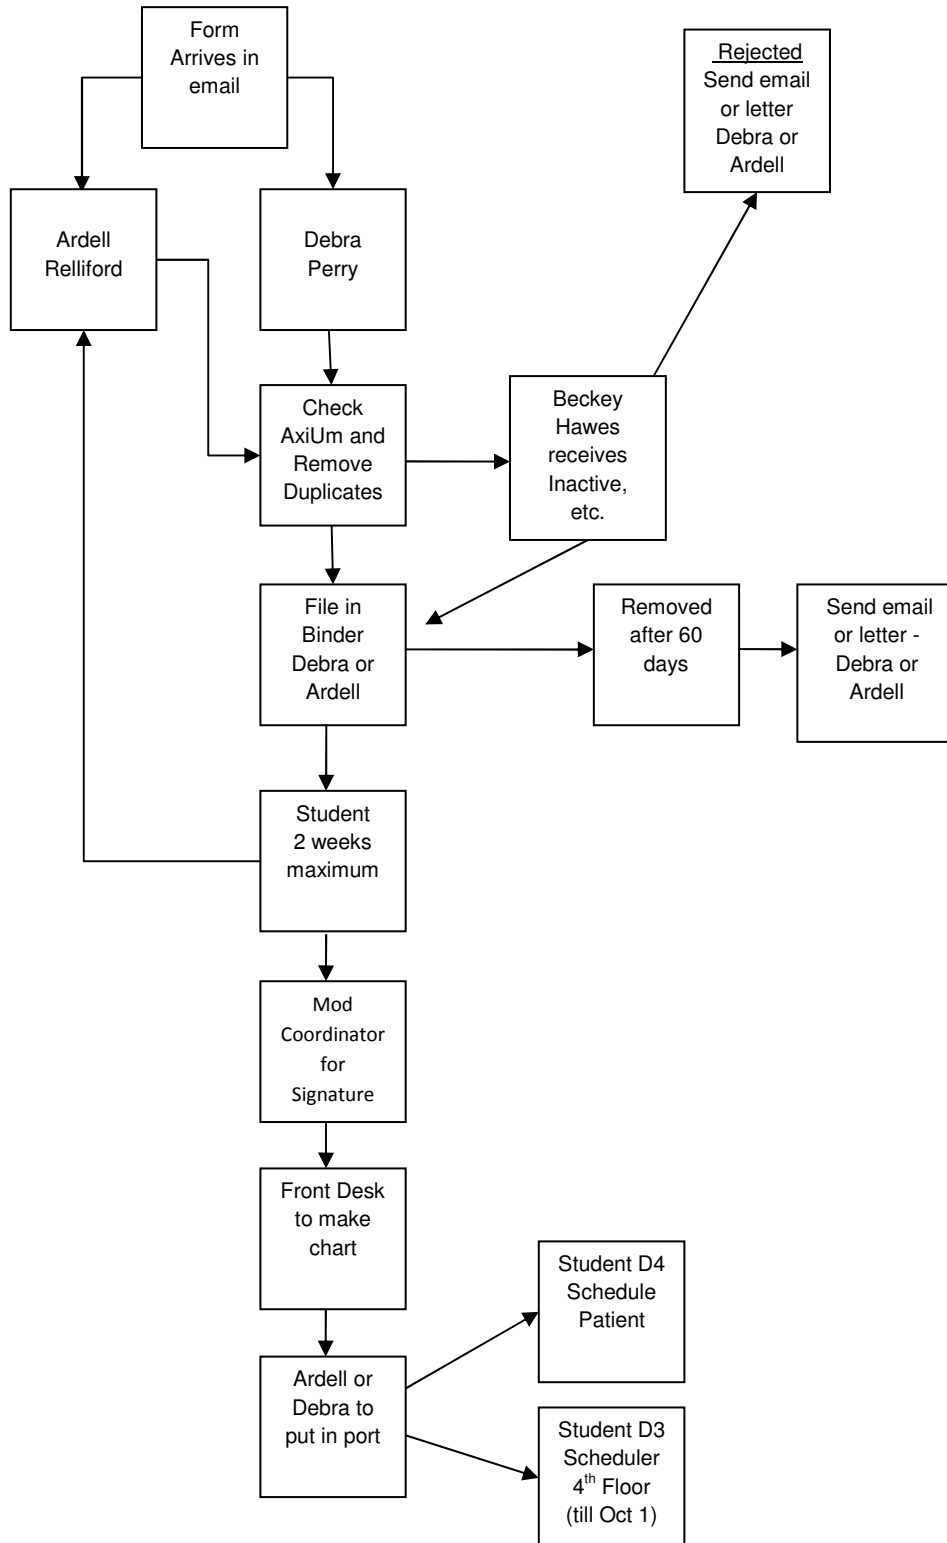 Form
Arrives in
email
Rejected
Send email
or letter
Debra or
Ardell
Ardell
Relliford
Debra
Perry
Check
AxiUm and
Remove
Duplicates
Beckey
Hawes
receives
Inactive,
etc.
File in
Binder
Debra or
Ardell
Removed
after 60
days
Send email
or letter -
Debra or
Ardell
Student
2 weeks
maximum
Mod
Coordinator
for
Signature
Front Desk
to make
chart
Student D4
Schedule
Patient
Ardell or
Debra to
put in port
Student D3
Scheduler
4th Floor
(till Oct 1)